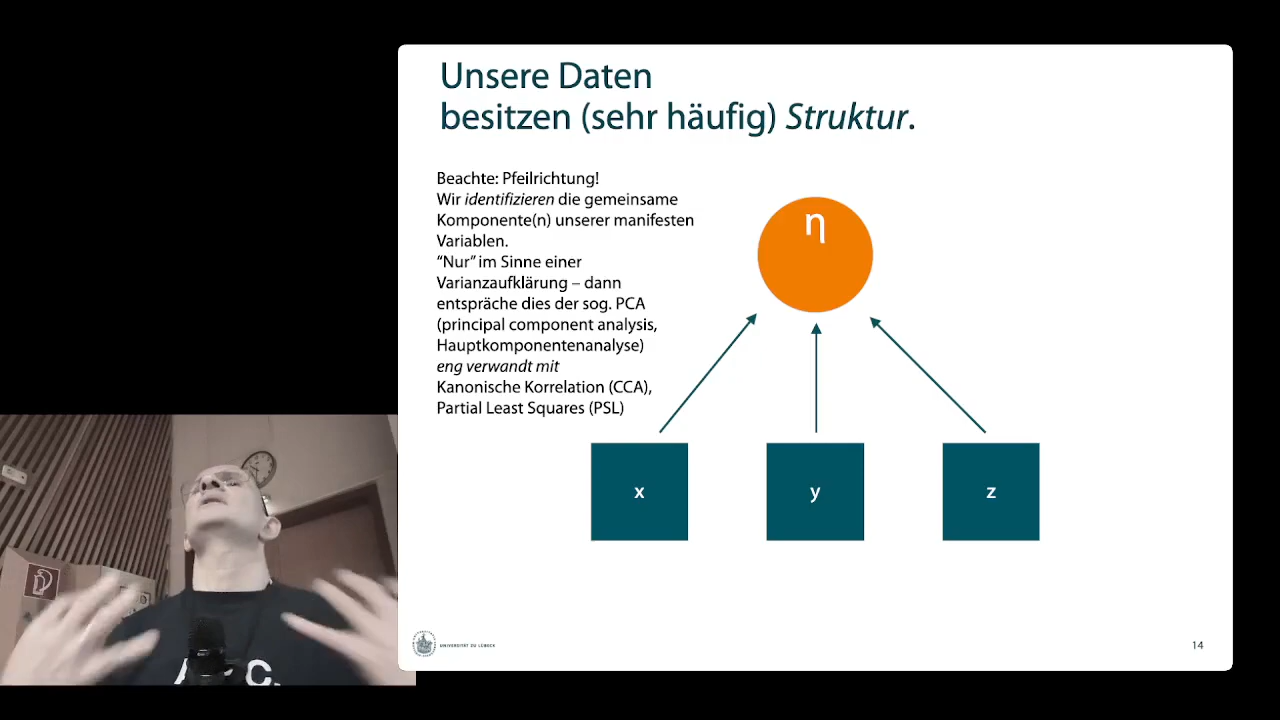 Unsere Daten
besitzen (sehr häufig) Struktur.
Beachte: Pfeilrichtung!
Wir identifizieren die gemeinsame
Komponente(n) unserer manifesten
Variablen.
“Nur” im Sinne einer
Varianzaufklärung – dann
entspräche dies der sog. PCA
(principal component analysis,
Hauptkomponentenanalyse)
eng verwandt mit
Kanonische Korrelation (CCA),
Partial Least Squares (PSL)
η
x
y
z
UNIVERSITÄT ZU LÜBECK
14